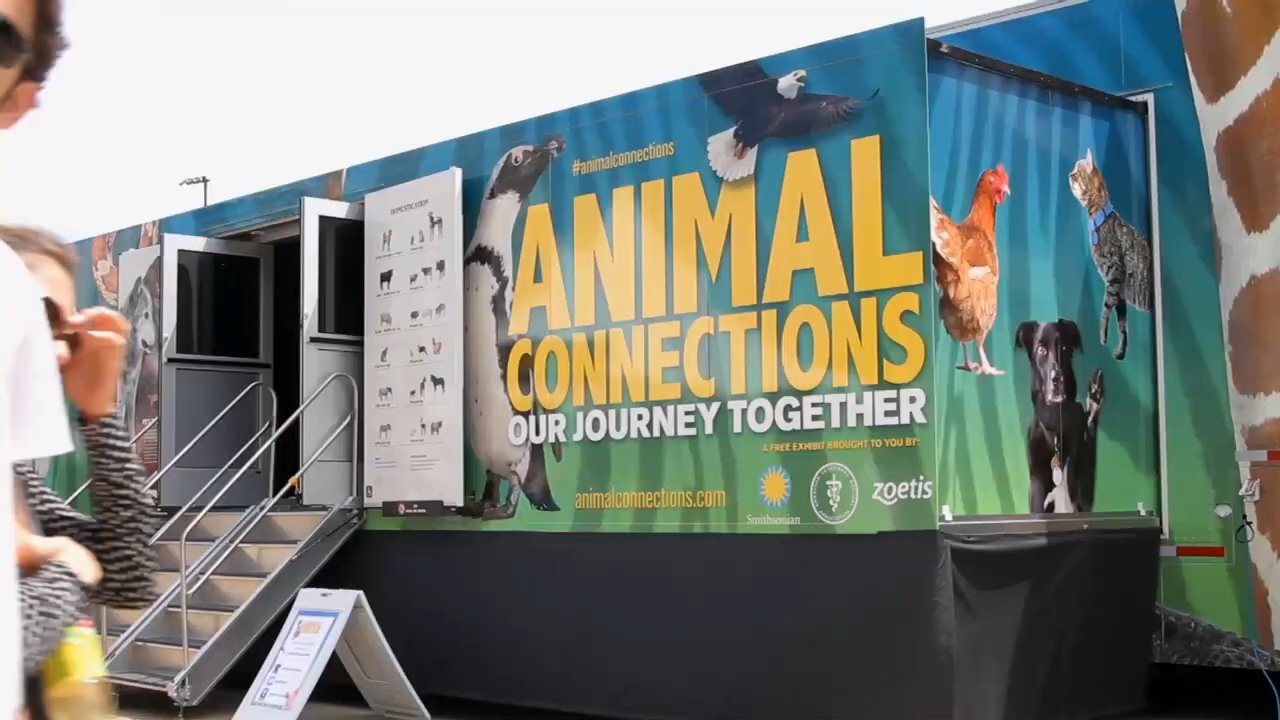 #animalconnections
ANIMAL
CONNECTIONS
OUR JOURNEY TOGETHER
A FREE EXHIBIT BROUGHT TO YOU BY:
animalconnections.com
Smithsonian
zoetis
DOMESTICATION